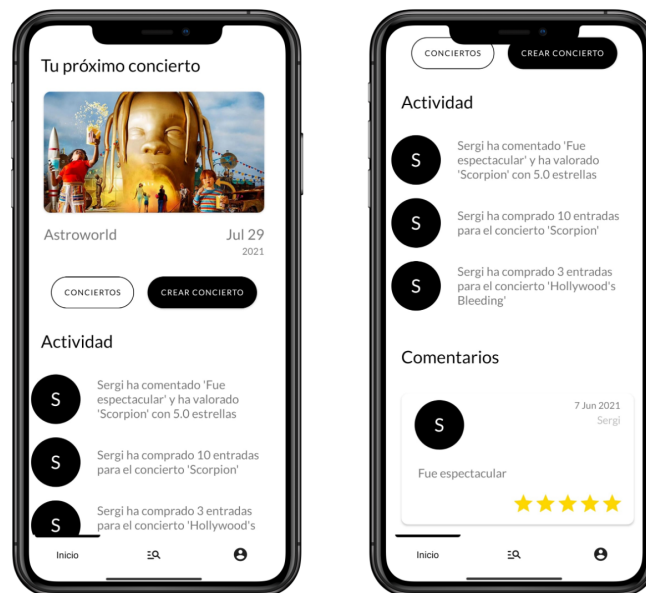 Tu próximo concierto
Astroworld
Jul 29
2021
CONCIERTOS
CREAR CONCIERTO
Actividad
S
Sergi ha comentado 'Fue
espectacular' y ha valorado
'Scorpion' con 5.0 estrellas
S
Sergi ha comprado 10 entradas
para el concierto 'Scorpion'
S
Sergi ha comprado 3 entradas
para el concierto 'Hollywood's
Inicio
CONCIERTOS
CREAR CONCIERTO
Actividad
S
Sergi ha comentado 'Fue
espectacular' y ha valorado
'Scorpion' con 5.0 estrellas
S
Sergi ha comprado 10 entradas
para el concierto 'Scorpion'
S
Sergi ha comprado 3 entradas
para el concierto 'Hollywood's
Bleeding'
Comentarios
S
7 Jun 2021
Sergi
Fue espectacular
Inicio